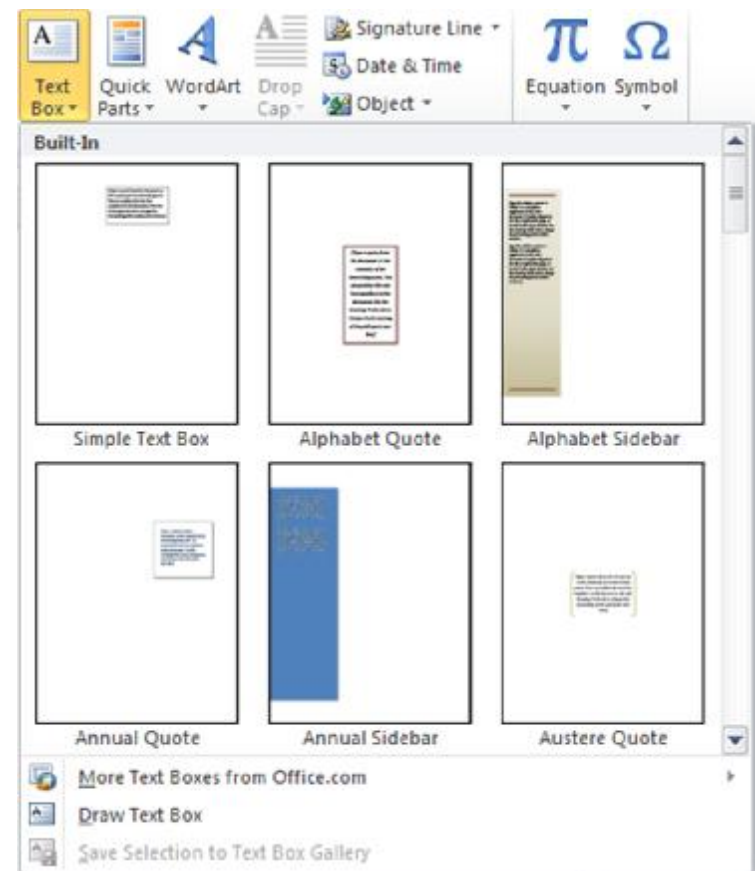 A
A
A
Signature Line
5 Date & Time
Object
π Ω
Text Box
Quick Parts
WordArt
Drop Cap
Equation
Symbol
Built-In
Simple Text Box
Alphabet Quote
Alphabet Sidebar
Annual Quote
Annual Sidebar
Austere Quote
More Text Boxes from Office.com
Draw Text Box
Save Selection to Text Box Gallery